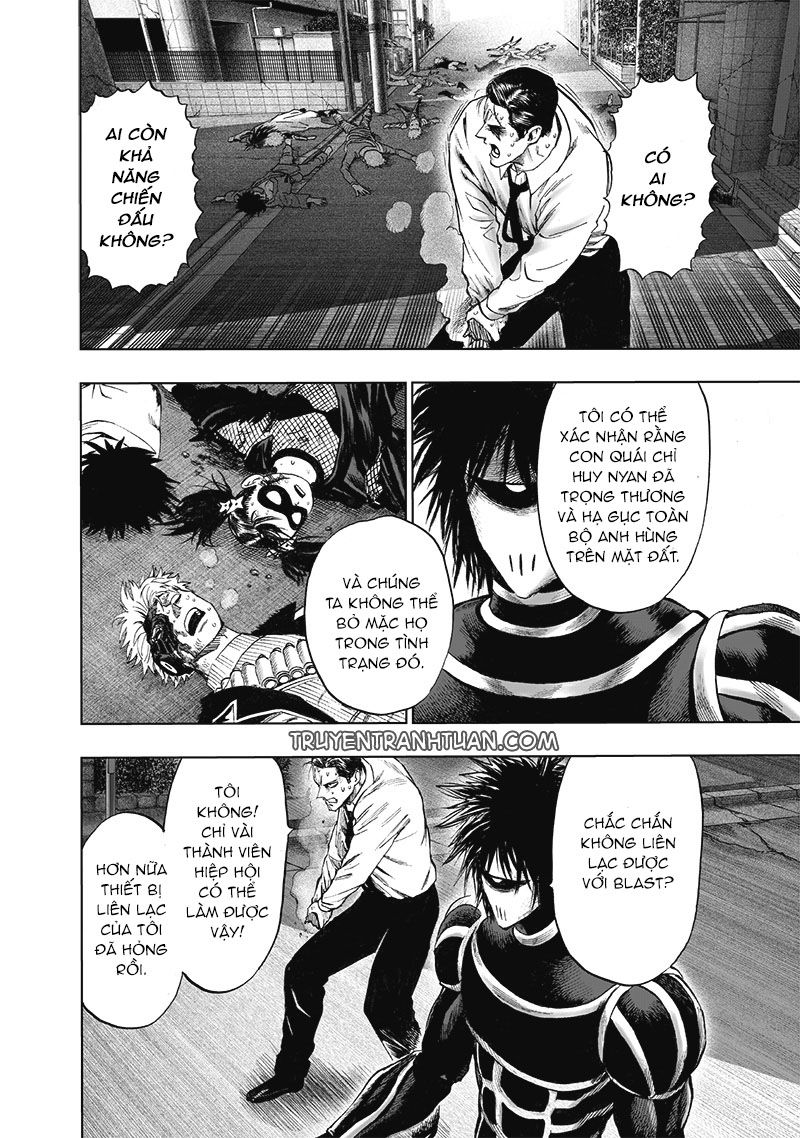 CÓ
AI
KHÔNG?
AI CÒN
KHẢ
NĂNG
CHIẾN
ĐẤU
KHÔNG?
TÔI CÓ THỂ
XÁC NHẬN RẰNG
CON QUÁI CHỈ
HUY NYAN ĐÃ
TRỌNG THƯƠNG
VÀ HẠ GỤC TOÀN
BỘ ANH HÙNG
TRÊN MẶT ĐẤT.
VÀ CHÚNG
TA KHÔNG THỂ
BỎ MẶC HỌ
TRONG TÌNH
TRẠNG ĐÓ.
TRUYENTRANHTUAN.COM
CHẮC CHẮN
KHÔNG LIÊN
LẠC ĐƯỢC
VỚI BLAST?
TÔI
KHÔNG!
CHỈ VÀI
THÀNH VIÊN
HIỆP HỘI
CÓ THỂ
LÀM ĐƯỢC
VẬY!
HƠN NỮA
THIẾT BỊ
LIÊN LẠC
CỦA TÔI
ĐÃ HỎNG
RỒI.